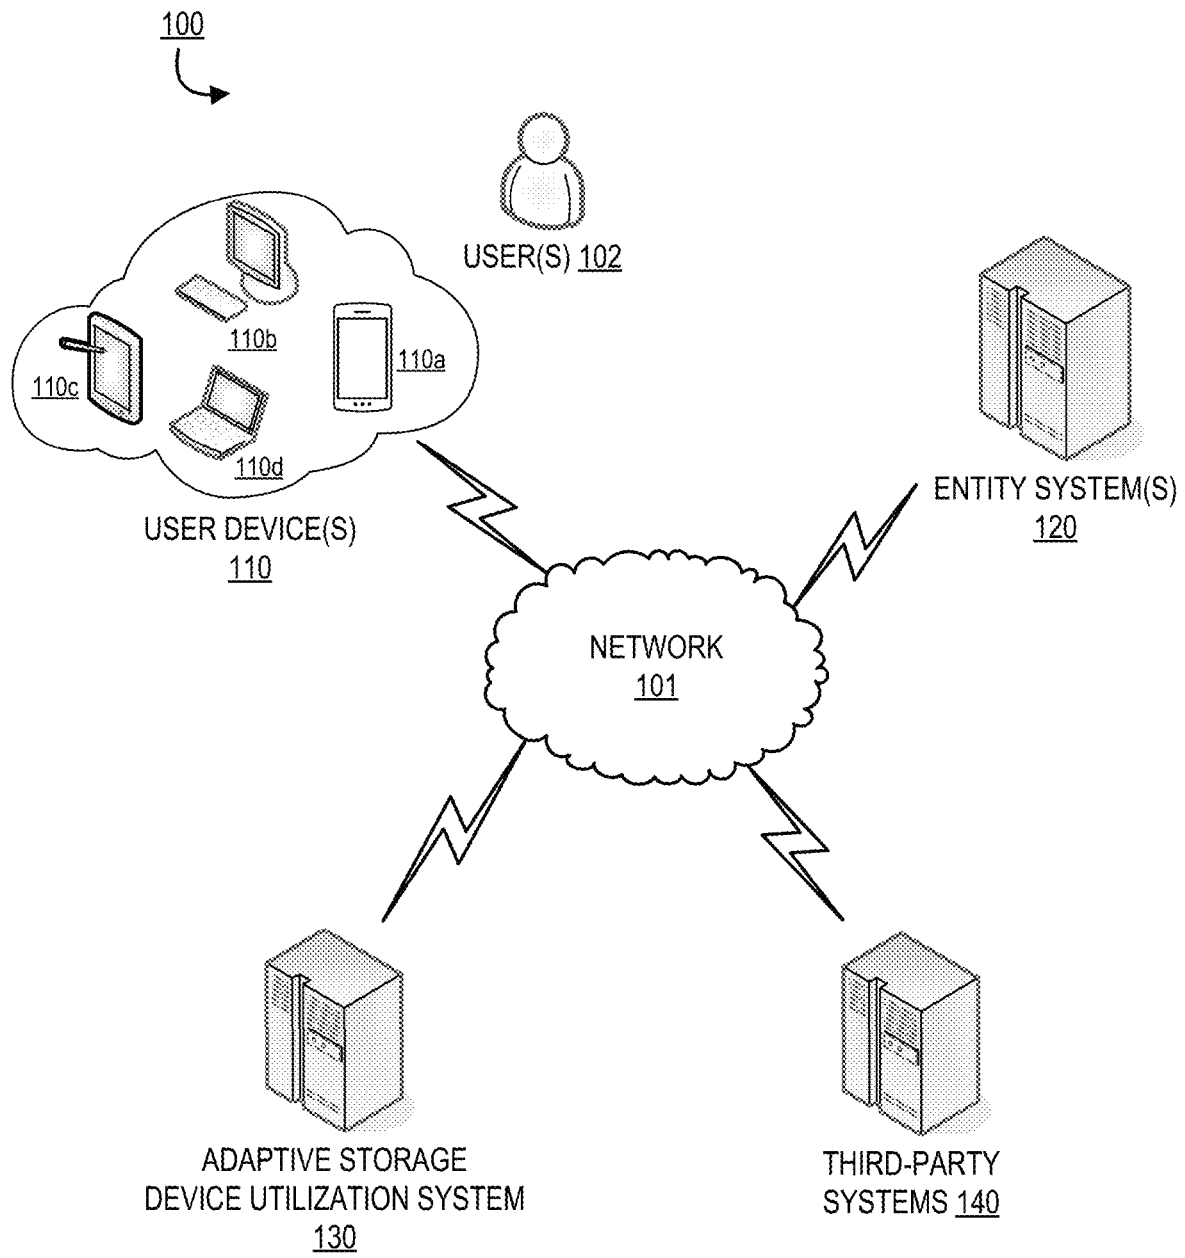 100
USER(S) 102
110b
110a
110c
110d
USER DEVICE(S)
110
ENTITY SYSTEM(S)
120
NETWORK
101
ADAPTIVE STORAGE
DEVICE UTILIZATION SYSTEM
130
THIRD-PARTY
SYSTEMS 140